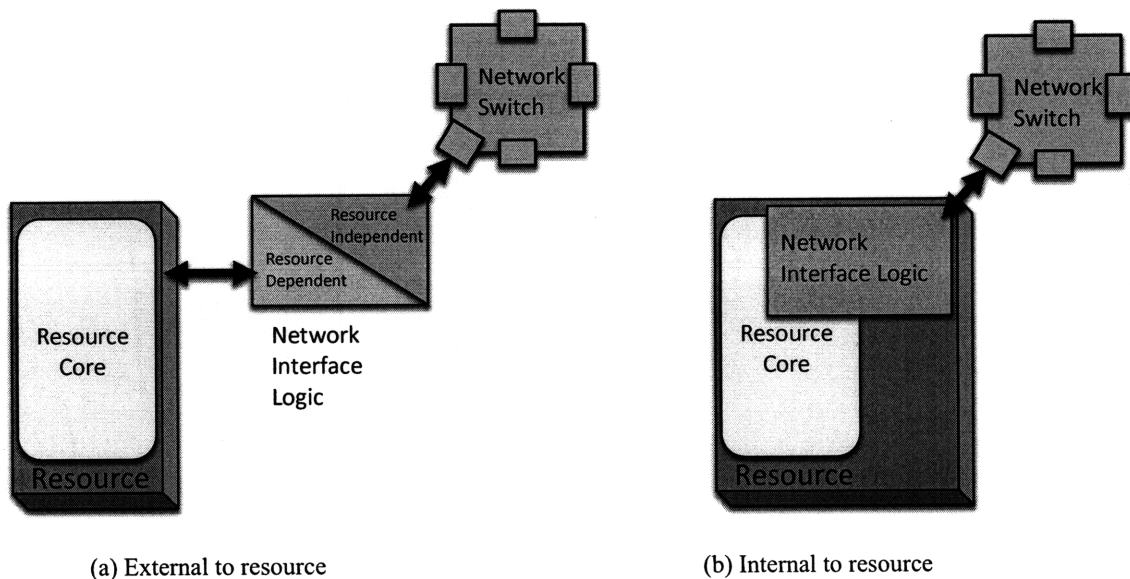 Network
Switch
Resource
Independent
Resource
Dependent
Network
Interface
Logic
Resource
Core
Resource
(a) External to resource
Network
Switch
Network
Interface Logic
Resource
Core
Resource
(b) Internal to resource